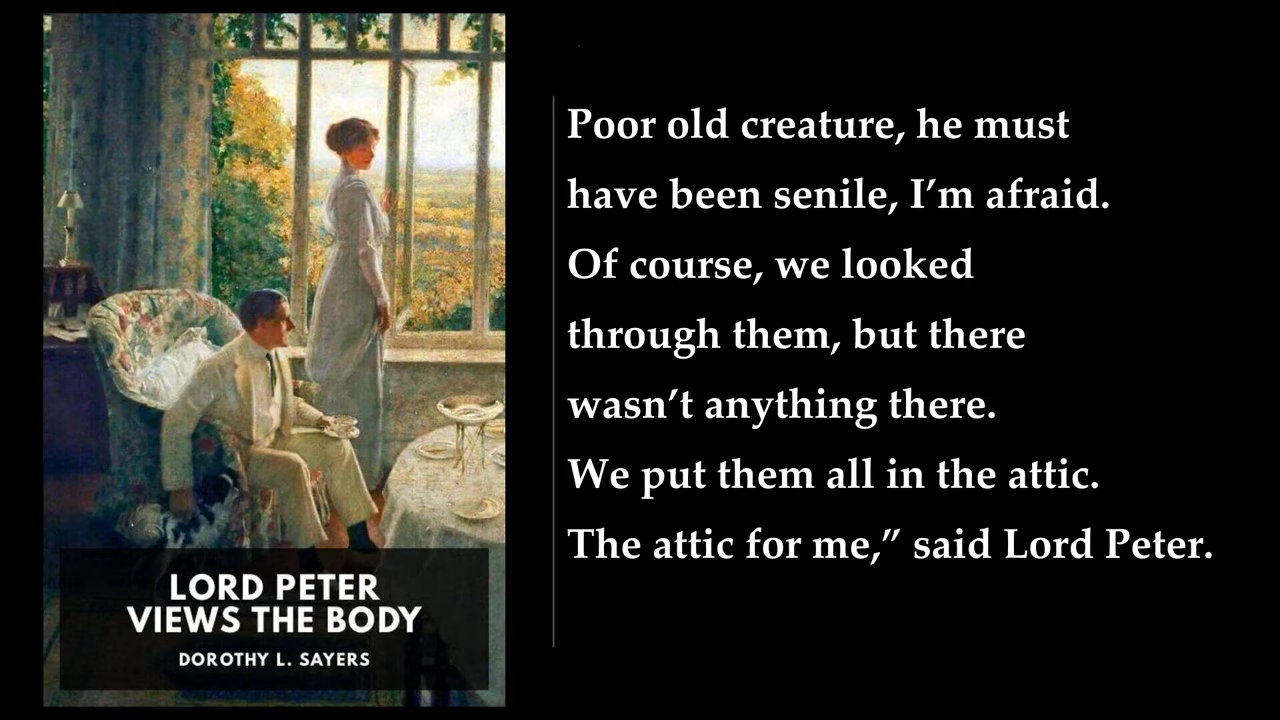 LORD PETER
VIEWS THE BODY
DOROTHY L. SAYERS
Poor old creature, he must
have been senile, I’m afraid.
Of course, we looked
through them, but there
wasn’t anything there.
We put them all in the attic.
The attic for me,” said Lord Peter.